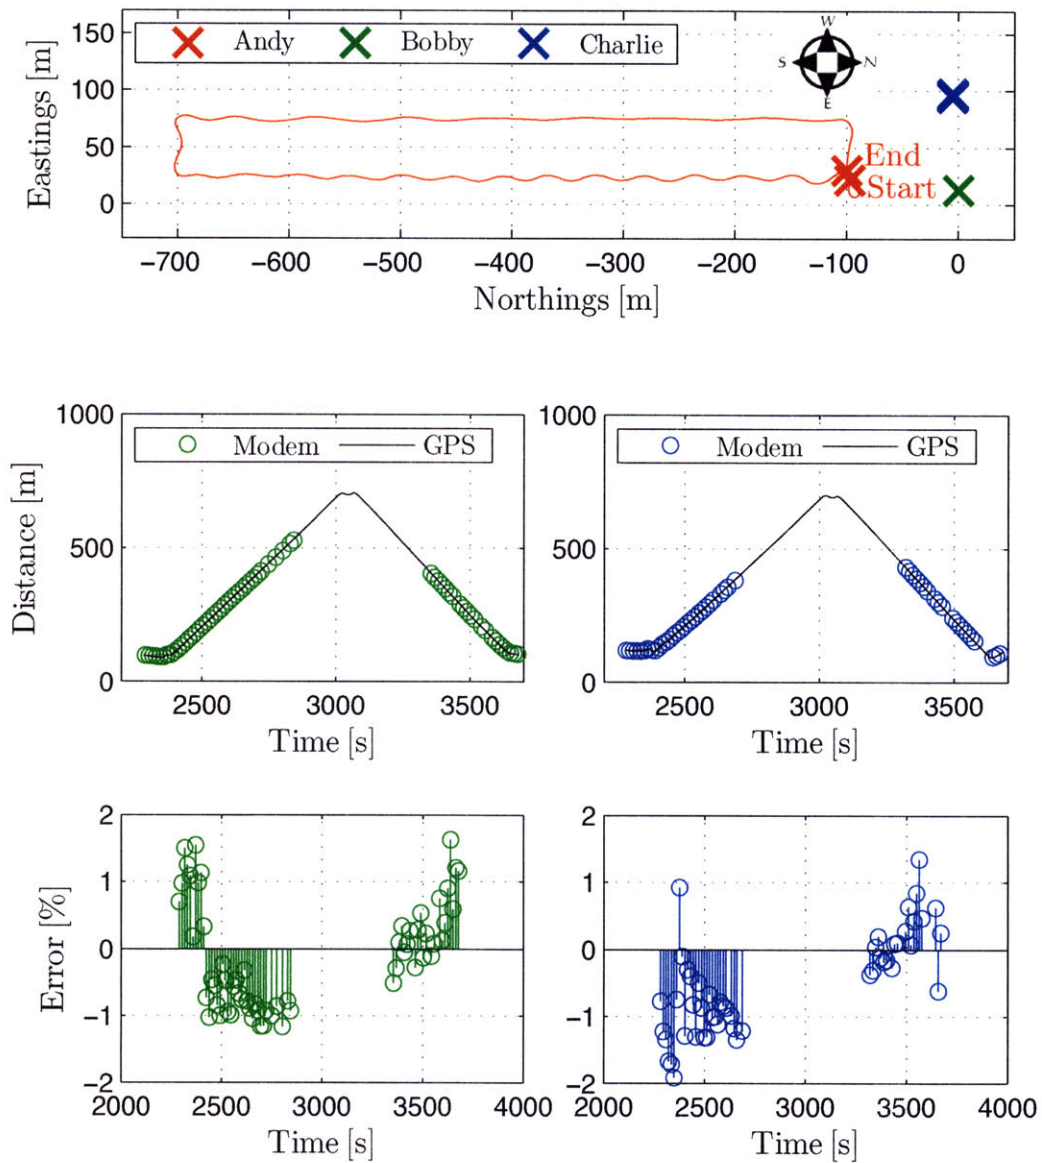 150
100
50
0
Eastings [m]
Andy Bobby Charlie
W
S N
E
End
Start
−700 −600 −500 −400 −300 −200 −100 0
Northings [m]
1000
500
0
Distance [m]
Modem GPS
2500 3000 3500
Time [s]
1000
500
0
Modem GPS
2500 3000 3500
Time [s]
2
1
0
−1
−2
Error [%]
2000 2500 3000 3500 4000
Time [s]
2
1
0
−1
−2
2000 2500 3000 3500 4000
Time [s]